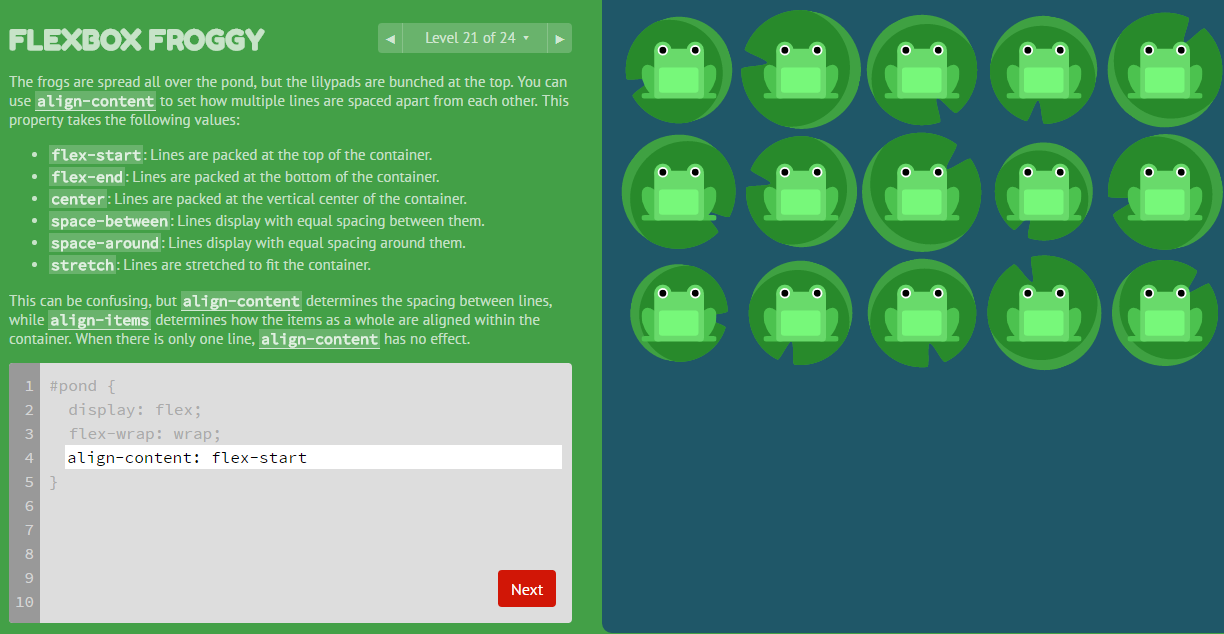 FLEXBOX FROGGY
◀ Level 21 of 24 ▾ ▶
The frogs are spread all over the pond, but the lilypads are bunched at the top. You can
use align-content to set how multiple lines are spaced apart from each other. This
property takes the following values:
• flex-start: Lines are packed at the top of the container.
• flex-end: Lines are packed at the bottom of the container.
• center: Lines are packed at the vertical center of the container.
• space-between: Lines display with equal spacing between them.
• space-around: Lines display with equal spacing around them.
• stretch: Lines are stretched to fit the container.
This can be confusing, but align-content determines the spacing between lines,
while align-items determines how the items as a whole are aligned within the
container. When there is only one line, align-content has no effect.
1 #pond {
2 display: flex;
3 flex-wrap: wrap;
4 align-content: flex-start
5 }
6
7
8
9
10
Next